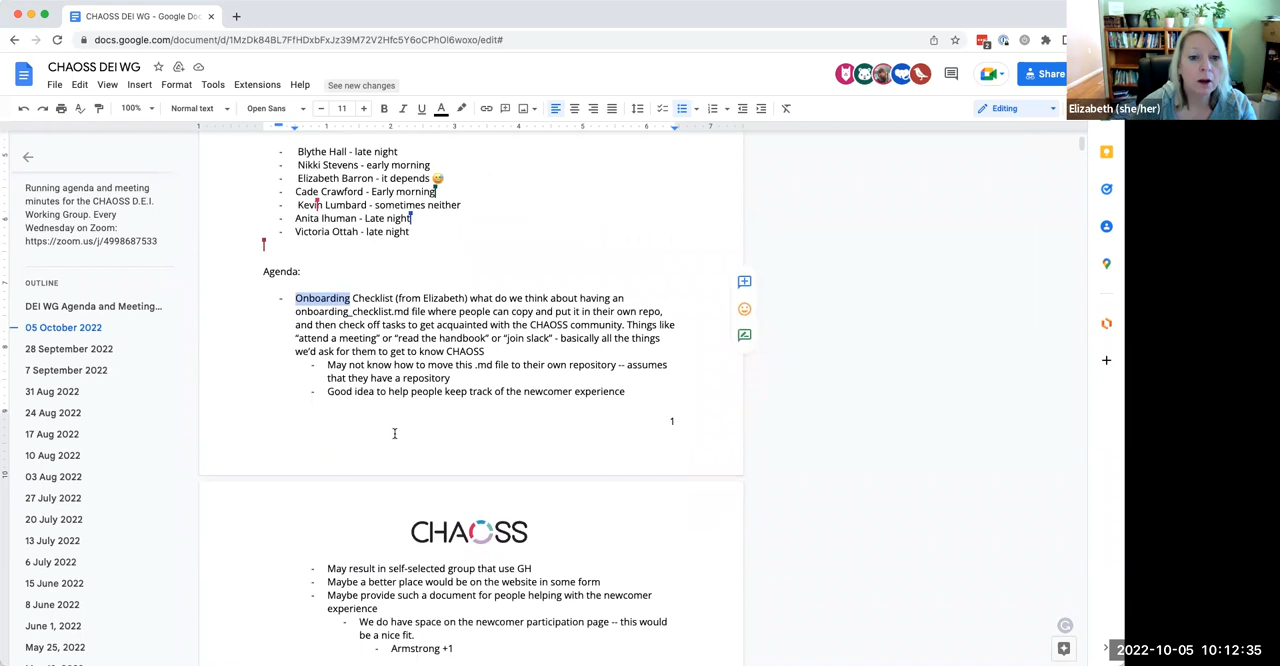 CHAOSS DEI WG - Google Doc
docs.google.com/document/d/1MzDk84BL7FfHDxbFxJz39M72V2Hfc5Y6oCPhOl6woxo/edit#
2
CHAOSS DEI WG
File Edit View Insert Format Tools Extensions Help See new changes
Share
Elizabeth (she/her)
100% Normal text Open Sans 11 Editing
1 1 2 3 4 5 6 7
Running agenda and meeting
minutes for the CHAOSS D.E.I.
Working Group. Every
Wednesday on Zoom:
https://zoom.us/j/4998687533
OUTLINE
DEI WG Agenda and Meeting...
05 October 2022
28 September 2022
7 September 2022
31 Aug 2022
24 Aug 2022
17 Aug 2022
10 Aug 2022
03 Aug 2022
27 July 2022
20 July 2022
13 July 2022
6 July 2022
15 June 2022
8 June 2022
June 1, 2022
May 25, 2022
- Blythe Hall - late night
- Nikki Stevens - early morning
- Elizabeth Barron - it depends 😅
- Cade Crawford - Early morning
- Kevin Lumbard - sometimes neither
- Anita Ihuman - Late night
- Victoria Ottah - late night
Agenda:
- Onboarding Checklist (from Elizabeth) what do we think about having an
onboarding_checklist.md file where people can copy and put it in their own repo,
and then check off tasks to get acquainted with the CHAOSS community. Things like
“attend a meeting” or “read the handbook” or “join slack” - basically all the things
we’d ask for them to get to know CHAOSS
- May not know how to move this .md file to their own repository -- assumes
that they have a repository
- Good idea to help people keep track of the newcomer experience
1
CHAOSS
- May result in self-selected group that use GH
- Maybe a better place would be on the website in some form
- Maybe provide such a document for people helping with the newcomer
experience
- We do have space on the newcomer participation page -- this would
be a nice fit.
- Armstrong +1
2022-10-05 10:12:35